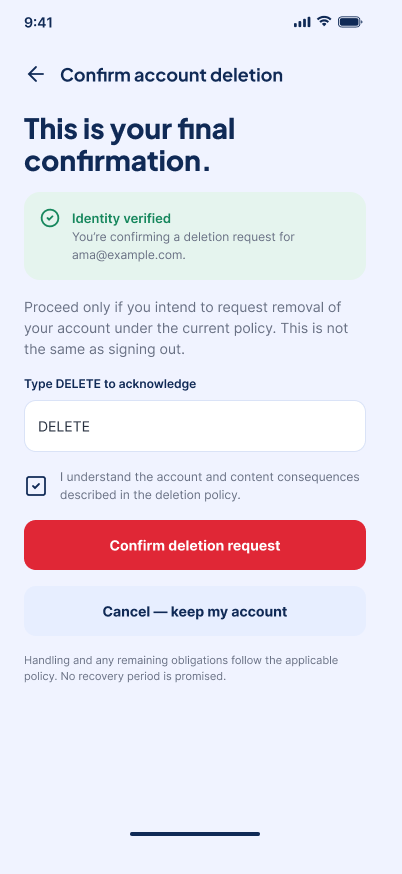 9:41
Confirm account deletion
This is your final
confirmation.
Identity verified
You're confirming a deletion request for
ama@example.com.
Proceed only if you intend to request removal of
your account under the current policy. This is not
the same as signing out.
Type DELETE to acknowledge
DELETE
I understand the account and content consequences
described in the deletion policy.
Confirm deletion request
Cancel — keep my account
Handling and any remaining obligations follow the applicable
policy. No recovery period is promised.